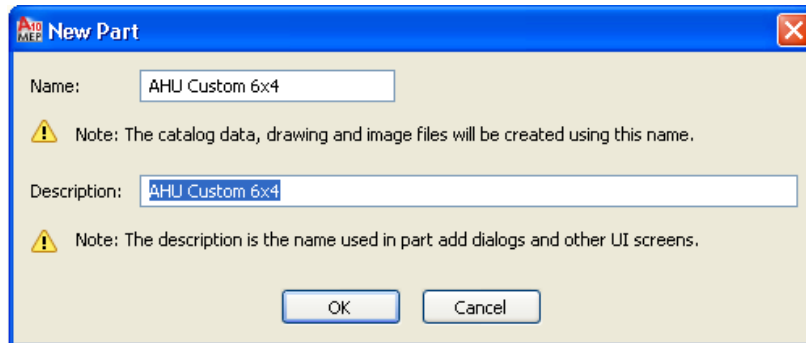 A10 MEP New Part
Name: AHU Custom 6x4
Note: The catalog data, drawing and image files will be created using this name.
Description: AHU Custom 6x4
Note: The description is the name used in part add dialogs and other UI screens.
OK Cancel